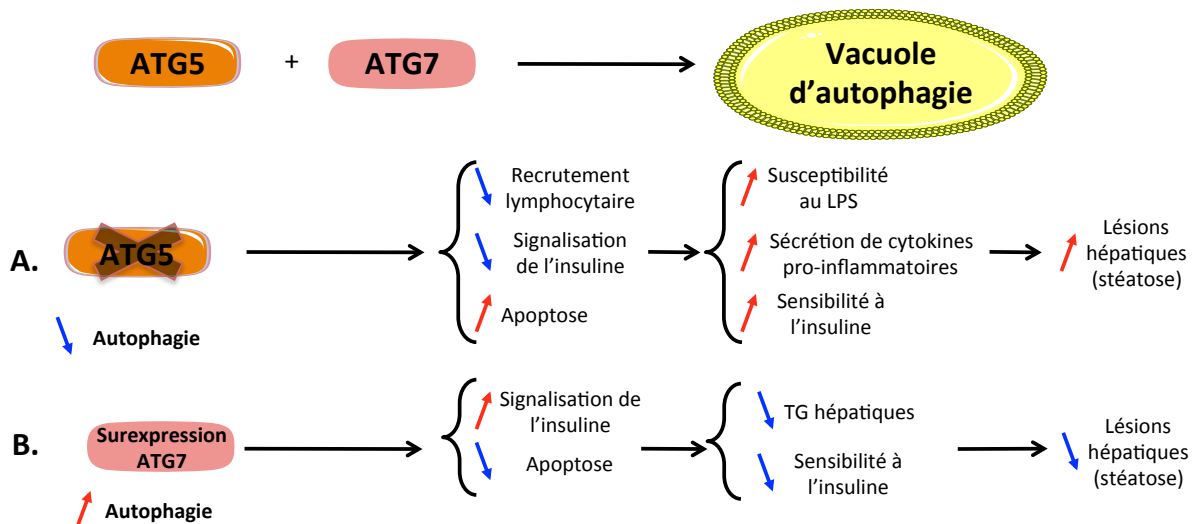 ATG5 + ATG7
Vacuole
d’autophagie
A.
ATG5
Autophagie
Recrutement
lymphocytaire
Signalisation
de l’insuline
Apoptose
Susceptibilité
au LPS
Sécrétion de cytokines
pro-inflammatoires
Sensibilité à
l’insuline
Lésions
hépatiques
(stéatose)
B.
Surexpression
ATG7
Autophagie
Signalisation de
l’insuline
Apoptose
TG hépatiques
Sensibilité à
l’insuline
Lésions
hépatiques
(stéatose)